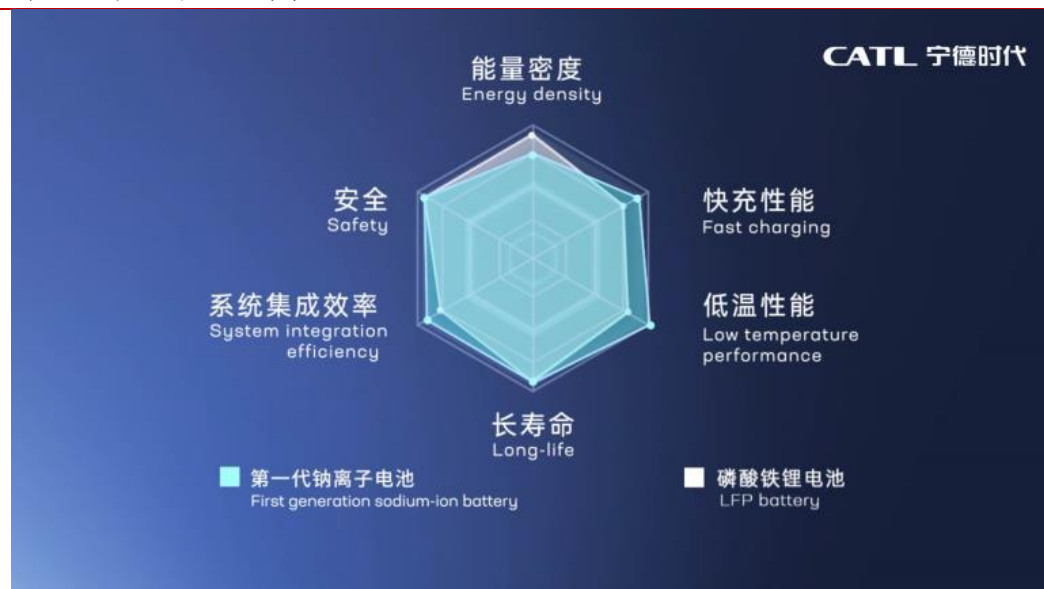 CATL 宁德时代
能量密度
Energy density
安全
Safety
快充性能
Fast charging
系统集成效率
System integration
efficiency
低温性能
Low temperature
performance
长寿命
Long-life
第一代钠离子电池
First generation sodium-ion battery
磷酸铁锂电池
LFP battery